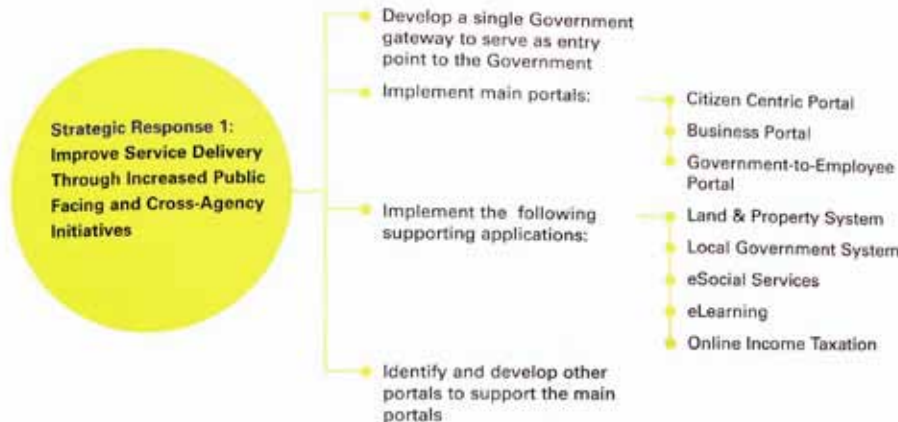 Strategic Response 1:
Improve Service Delivery
Through Increased Public
Facing and Cross-Agency
Initiatives
Develop a single Government
gateway to serve as entry
point to the Government
Implement main portals:
Citizen Centric Portal
Business Portal
Government-to-Employee
Portal
Implement the following
supporting applications:
Land & Property System
Local Government System
eSocial Services
eLearning
Online Income Taxation
Identify and develop other
portals to support the main
portals